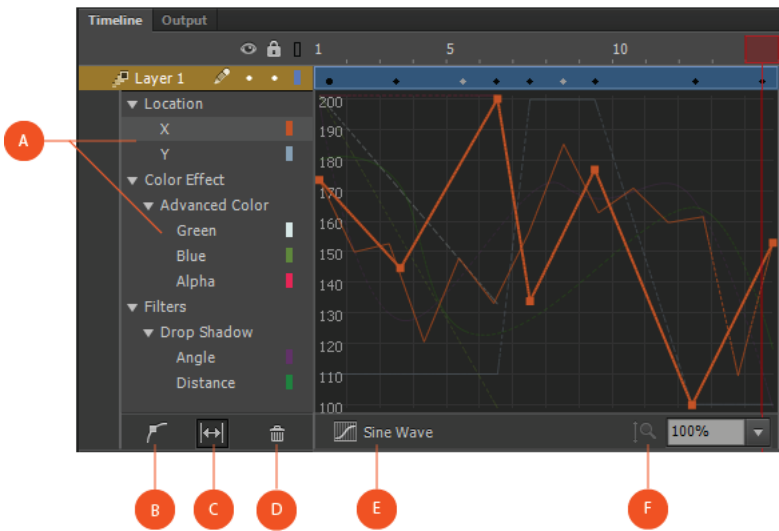 Timeline Output
1 5 10
Layer 1
Location
X
Y
Color Effect
Advanced Color
Green
Blue
Alpha
Filters
Drop Shadow
Angle
Distance
200
190
180
170
160
150
140
130
120
110
100
Sine Wave
100%
A
B C D E F